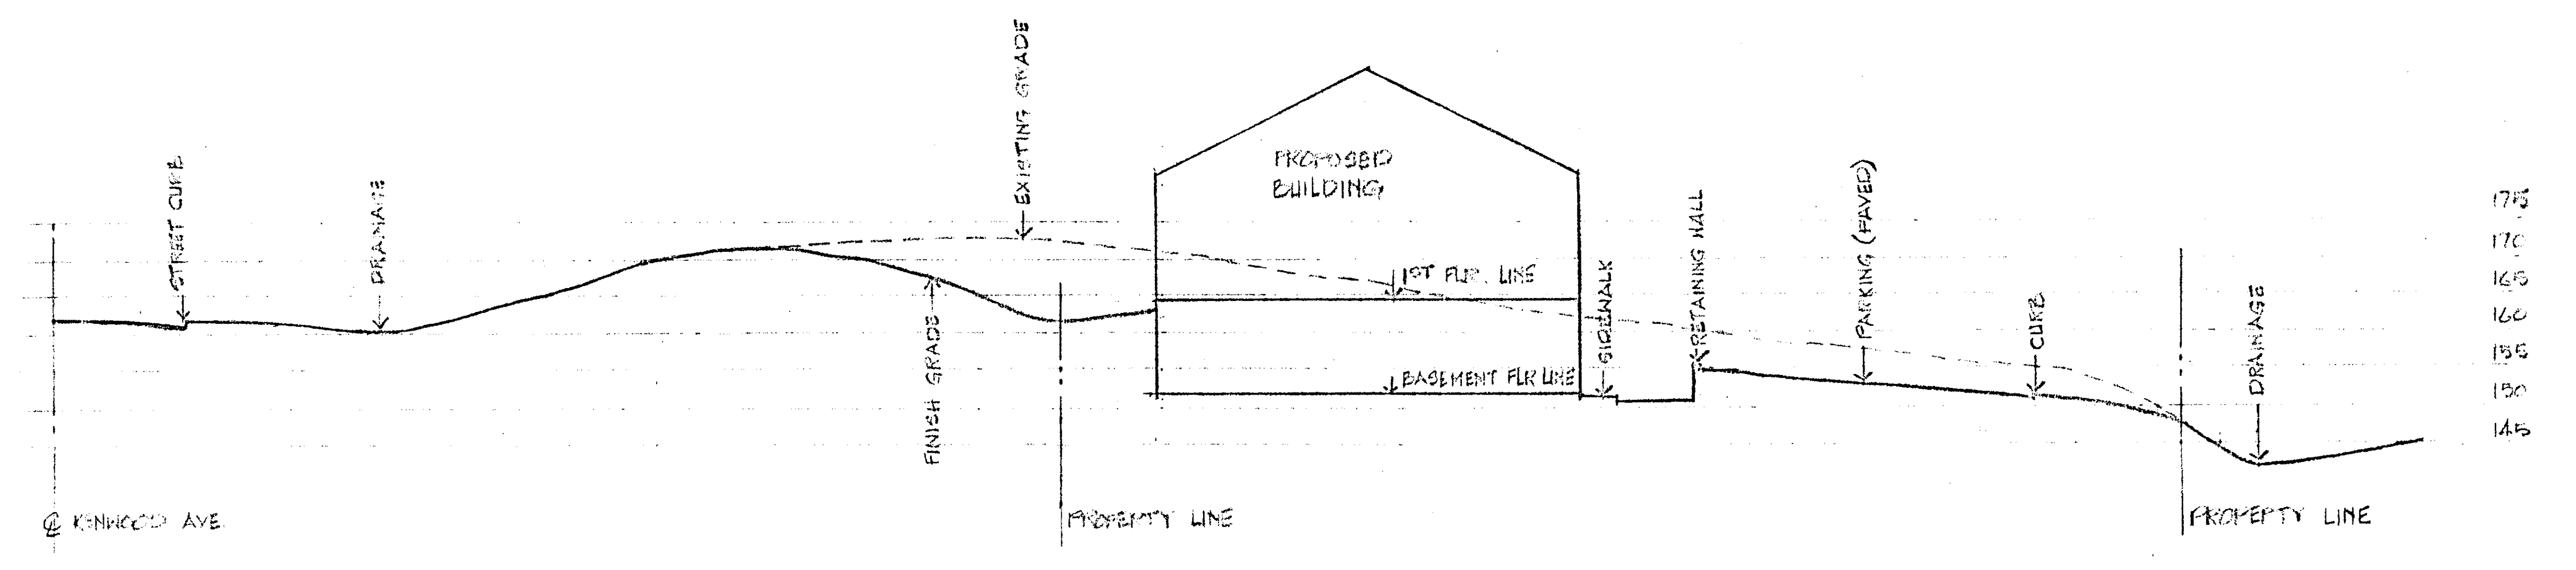 STREET CURB
DRAINAGE
EXISTING GRADE
FINISH GRADE
PROPOSED
BUILDING
1ST FLR. LINE
BASEMENT FLR LINE
SIDEWALK
RETAINING WALL
PARKING (PAVED)
CURB
DRAINAGE
175
170
165
160
155
150
145
℄ KENWOOD AVE.
PROPERTY LINE
PROPERTY LINE